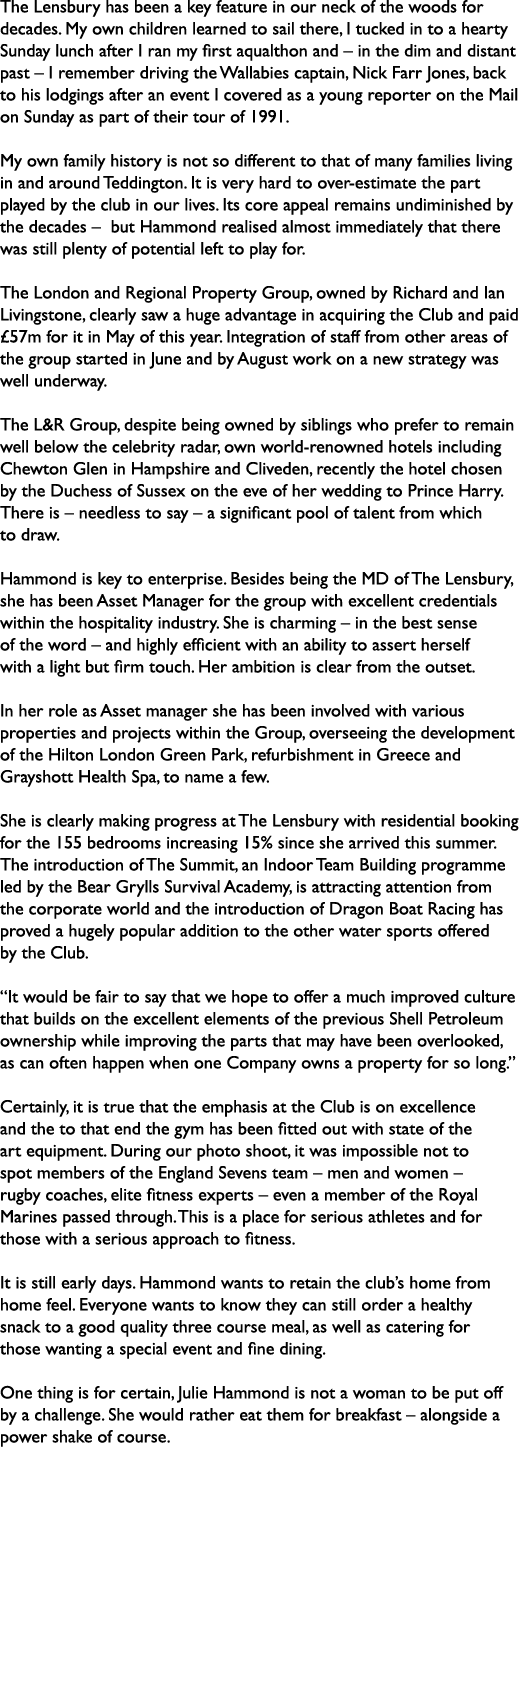 The Lensbury has been a key feature in our neck of the woods for
decades. My own children learned to sail there, I tucked in to a hearty
Sunday lunch after I ran my first aqualthon and – in the dim and distant
past – I remember driving the Wallabies captain, Nick Farr Jones, back
to his lodgings after an event I covered as a young reporter on the Mail
on Sunday as part of their tour of 1991.

My own family history is not so different to that of many families living
in and around Teddington. It is very hard to over-estimate the part
played by the club in our lives. Its core appeal remains undiminished by
the decades –  but Hammond realised almost immediately that there
was still plenty of potential left to play for.

The London and Regional Property Group, owned by Richard and Ian
Livingstone, clearly saw a huge advantage in acquiring the Club and paid
£57m for it in May of this year. Integration of staff from other areas of
the group started in June and by August work on a new strategy was
well underway.

The L&R Group, despite being owned by siblings who prefer to remain
well below the celebrity radar, own world-renowned hotels including
Chewton Glen in Hampshire and Cliveden, recently the hotel chosen
by the Duchess of Sussex on the eve of her wedding to Prince Harry.
There is – needless to say – a significant pool of talent from which
to draw.

Hammond is key to enterprise. Besides being the MD of The Lensbury,
she has been Asset Manager for the group with excellent credentials
within the hospitality industry. She is charming – in the best sense
of the word – and highly efficient with an ability to assert herself
with a light but firm touch. Her ambition is clear from the outset.

In her role as Asset manager she has been involved with various
properties and projects within the Group, overseeing the development
of the Hilton London Green Park, refurbishment in Greece and
Grayshott Health Spa, to name a few.

She is clearly making progress at The Lensbury with residential booking
for the 155 bedrooms increasing 15% since she arrived this summer.
The introduction of The Summit, an Indoor Team Building programme
led by the Bear Grylls Survival Academy, is attracting attention from
the corporate world and the introduction of Dragon Boat Racing has
proved a hugely popular addition to the other water sports offered
by the Club.

“It would be fair to say that we hope to offer a much improved culture
that builds on the excellent elements of the previous Shell Petroleum
ownership while improving the parts that may have been overlooked,
as can often happen when one Company owns a property for so long.”

Certainly, it is true that the emphasis at the Club is on excellence
and the to that end the gym has been fitted out with state of the
art equipment. During our photo shoot, it was impossible not to
spot members of the England Sevens team – men and women –
rugby coaches, elite fitness experts – even a member of the Royal
Marines passed through. This is a place for serious athletes and for
those with a serious approach to fitness.

It is still early days. Hammond wants to retain the club’s home from
home feel. Everyone wants to know they can still order a healthy
snack to a good quality three course meal, as well as catering for
those wanting a special event and fine dining.

One thing is for certain, Julie Hammond is not a woman to be put off
by a challenge. She would rather eat them for breakfast – alongside a
power shake of course.